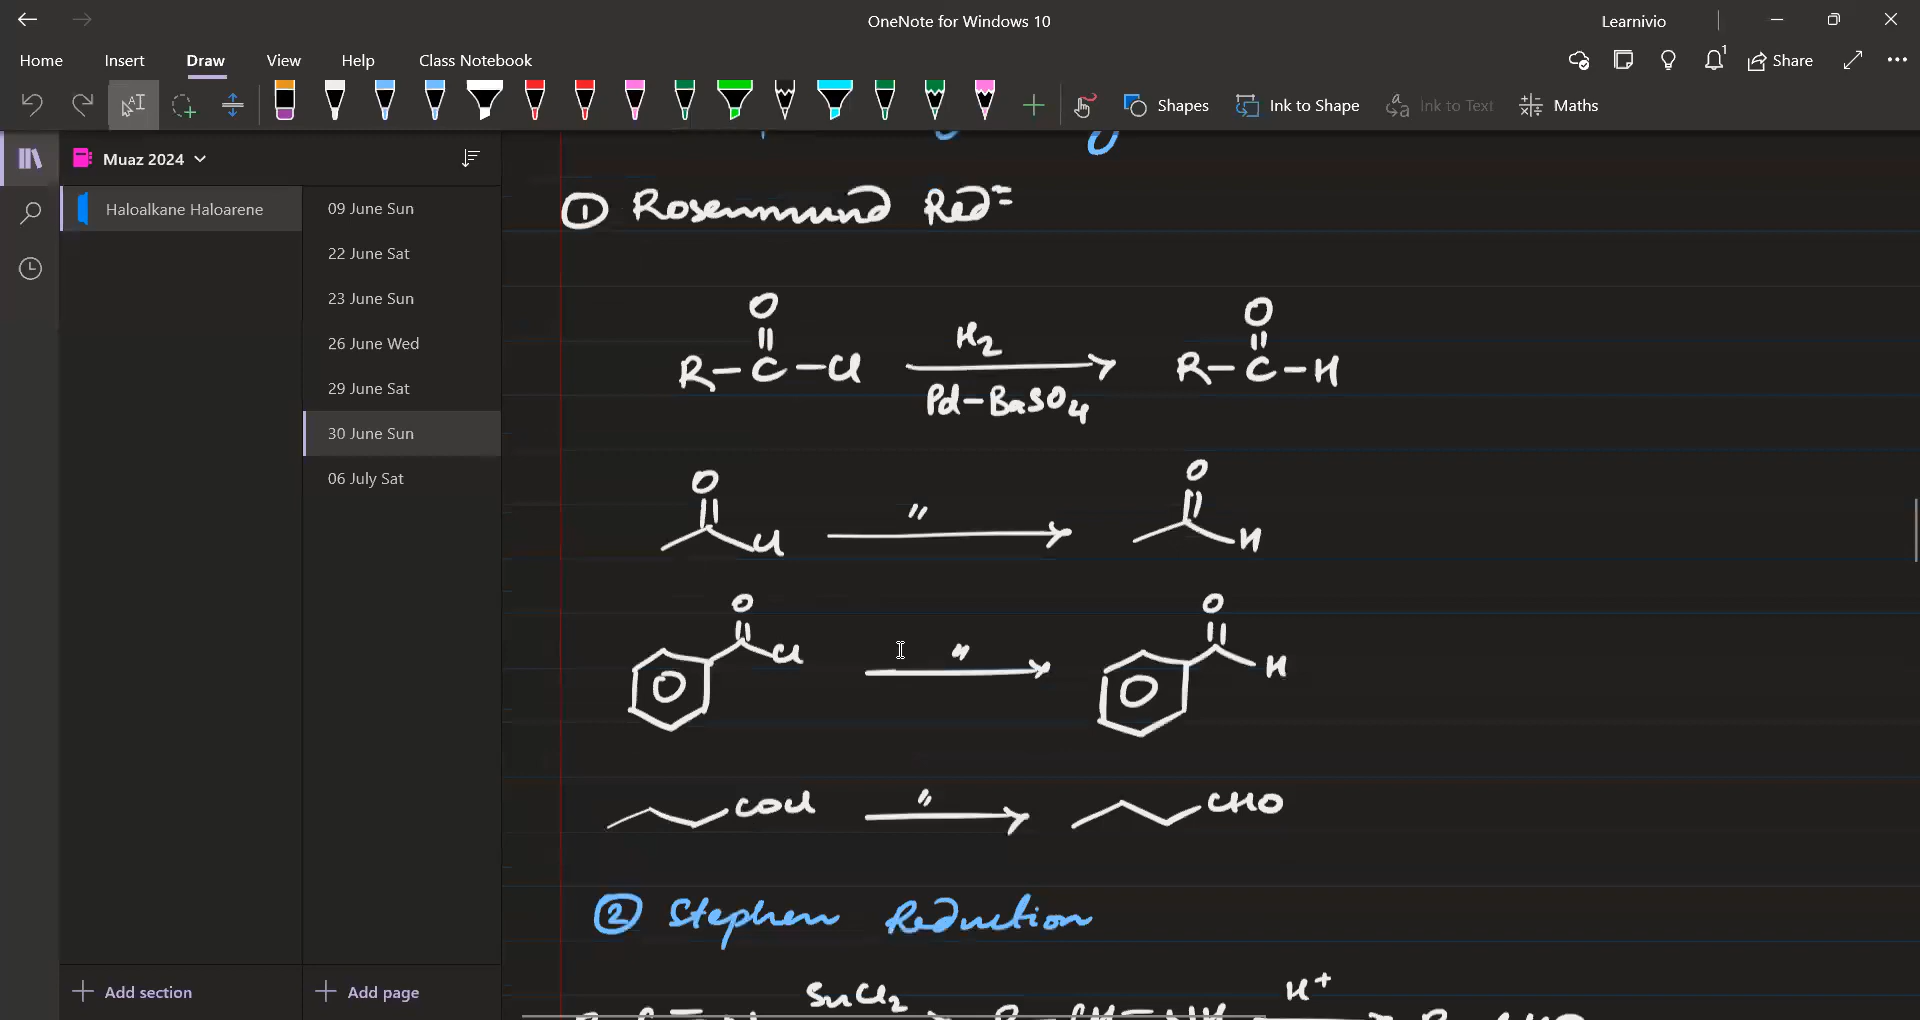 OneNote for Windows 10
Learnivio
Home Insert Draw View Help Class Notebook
1
Share
Shapes Ink to Shape Ink to Text Maths
Muaz 2024
Haloalkane Haloarene
09 June Sun
22 June Sat
23 June Sun
26 June Wed
29 June Sat
30 June Sun
06 July Sat
Add section
Add page
① Rosenmund Red=
O O
R-C-Cl H2 R-C-H
Pd-BaSO4
O O
Cl " H
O O
Cl " H
COCl " CHO
② Stephen Reduction
SnCl2 H+